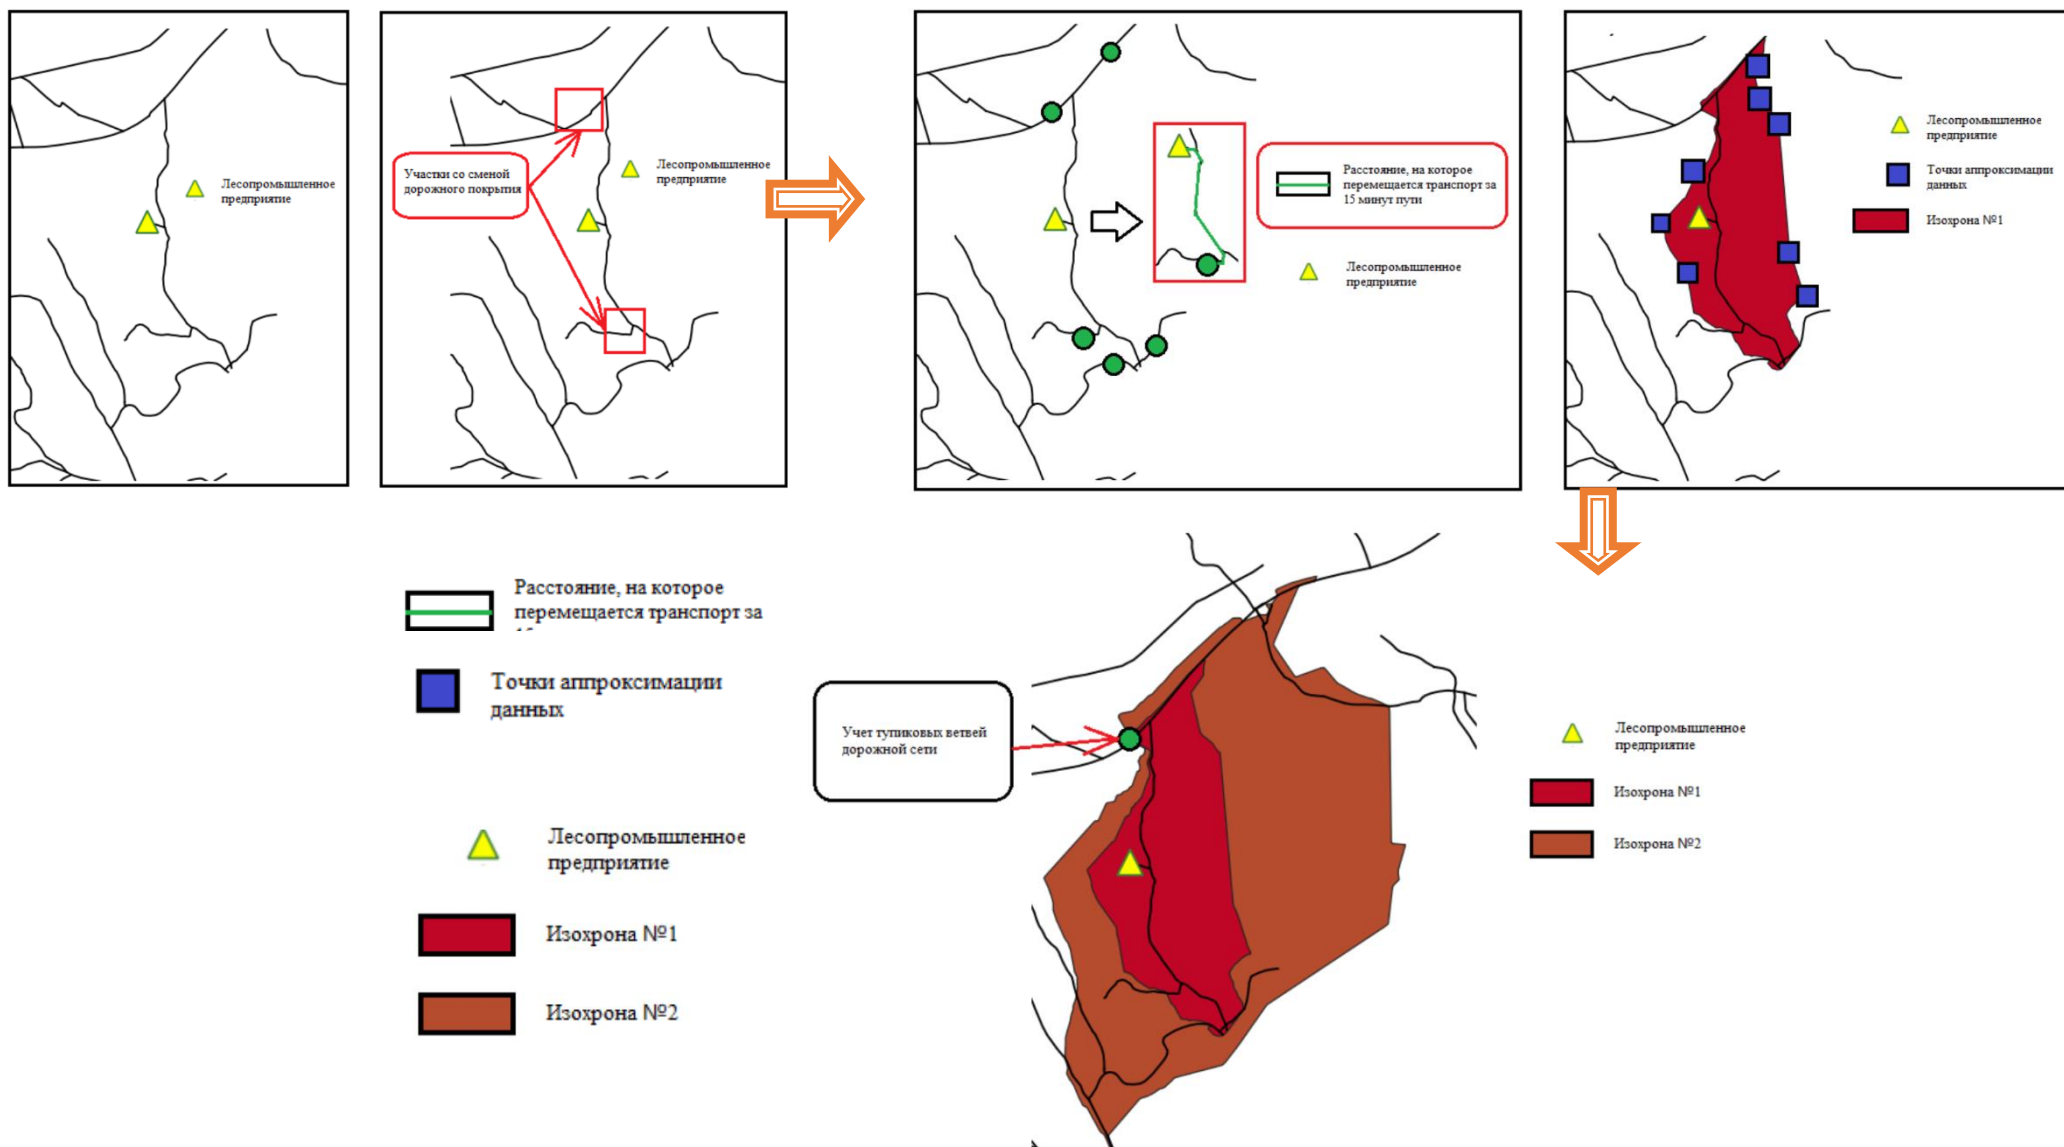 Лесопромышленное
предприятие
Участки со сменой
дорожного покрытия
Лесопромышленное
предприятие
Расстояние, на которое
перемещается транспорт за
15 минут пути
Лесопромышленное
предприятие
Лесопромышленное
предприятие
Точки аппроксимации
данных
Изохрона №1
Расстояние, на которое
перемещается транспорт за
Точки аппроксимации
данных
Лесопромышленное
предприятие
Изохрона №1
Изохрона №2
Учет тупиковых ветвей
дорожной сети
Лесопромышленное
предприятие
Изохрона №1
Изохрона №2